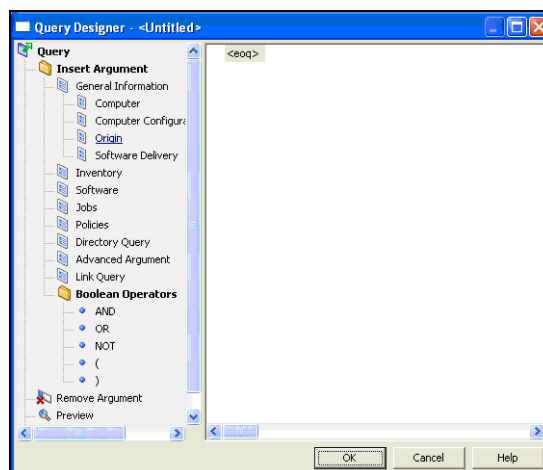 Query Designer - <Untitled>
Query
<eoq>
Insert Argument
General Information
Computer
Computer Configura
Origin
Software Delivery
Inventory
Software
Jobs
Policies
Directory Query
Advanced Argument
Link Query
Boolean Operators
AND
OR
NOT
(
)
Remove Argument
Preview
OK
Cancel
Help